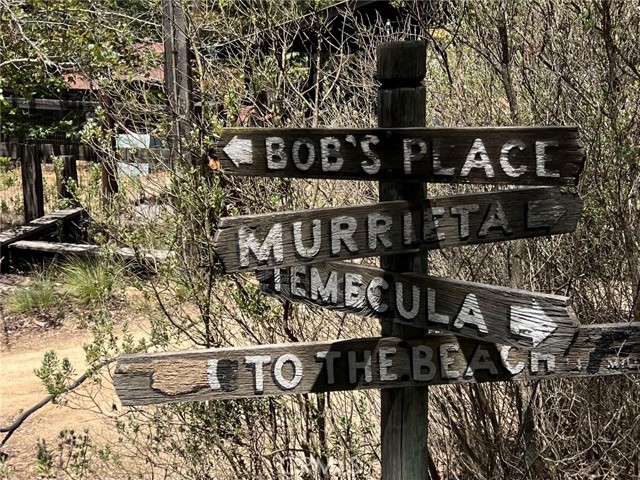 BOB'S PLACE
MURRIETA
TEMECULA
TO THE BEACH